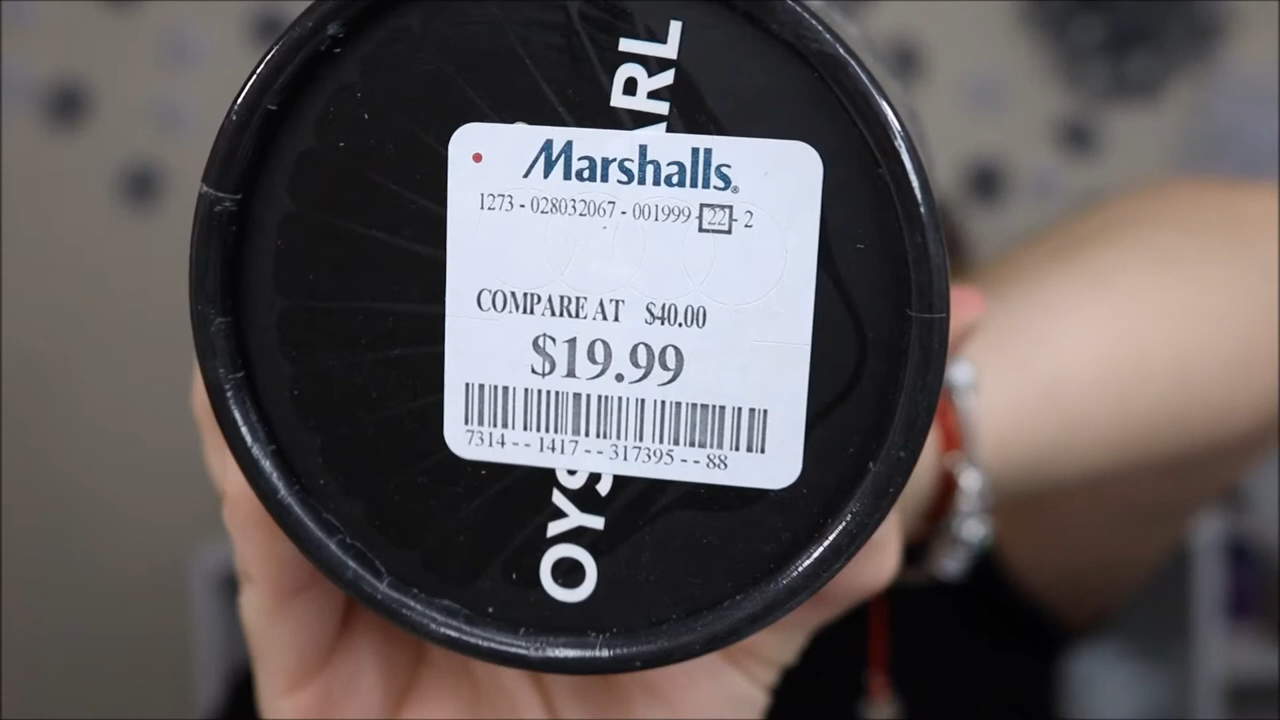 Marshalls®
1273 - 028032067 - 001999 - 22 - 2
COMPARE AT $40.00
$19.99
7314 - - 1417 - - 317395 - - 88
OYS ARL